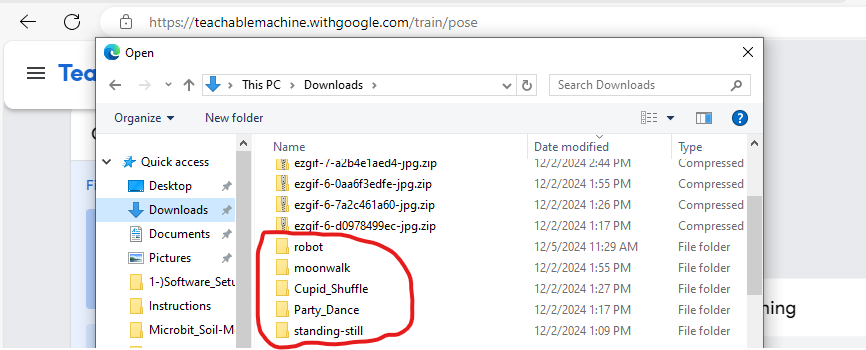 https://teachablemachine.withgoogle.com/train/pose
Open
Tea
This PC > Downloads >
Search Downloads
Organize
New folder
Name
Date modified
Type
Quick access
Desktop
Downloads
Documents
Pictures
1-)Software_Setu
Instructions
Microbit_Soil-M
ezgif-7-a2b4e1aed4-jpg.zip 12/2/2024 2:44 PM Compressed
ezgif-6-0aa6f3edfe-jpg.zip 12/2/2024 1:55 PM Compressed
ezgif-6-7a2c461a60-jpg.zip 12/2/2024 1:26 PM Compressed
ezgif-6-d0978499ec-jpg.zip 12/2/2024 1:17 PM Compressed
robot 12/5/2024 11:29 AM File folder
moonwalk 12/2/2024 1:55 PM File folder
Cupid_Shuffle 12/2/2024 1:27 PM File folder
Party_Dance 12/2/2024 1:17 PM File folder
standing-still 12/2/2024 1:09 PM File folder
ning